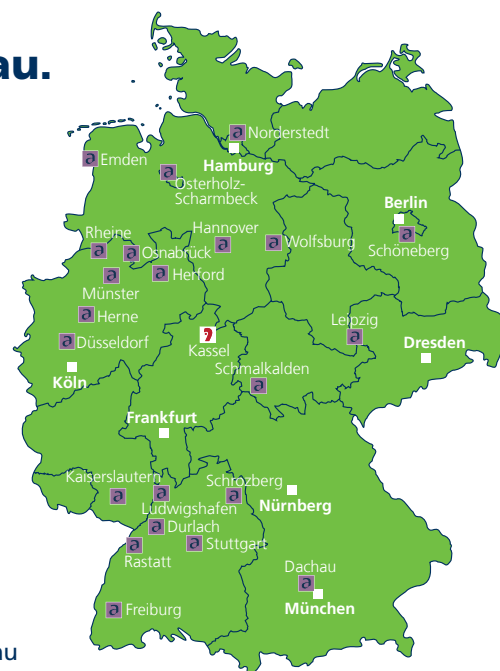 au.
Norderstedt
Hamburg
Emden
Osterholz-
Scharmbeck
Berlin
Schöneberg
Rheine
Hannover
Osnabrück
Wolfsburg
Herford
Münster
Herne
Leipzig
Düsseldorf
Kassel
Dresden
Köln
Schmalkalden
Frankfurt
Kaiserslautern
Schrozberg
Ludwigshafen
Nürnberg
Durlach
Stuttgart
Rastatt
Dachau
München
Freiburg
au